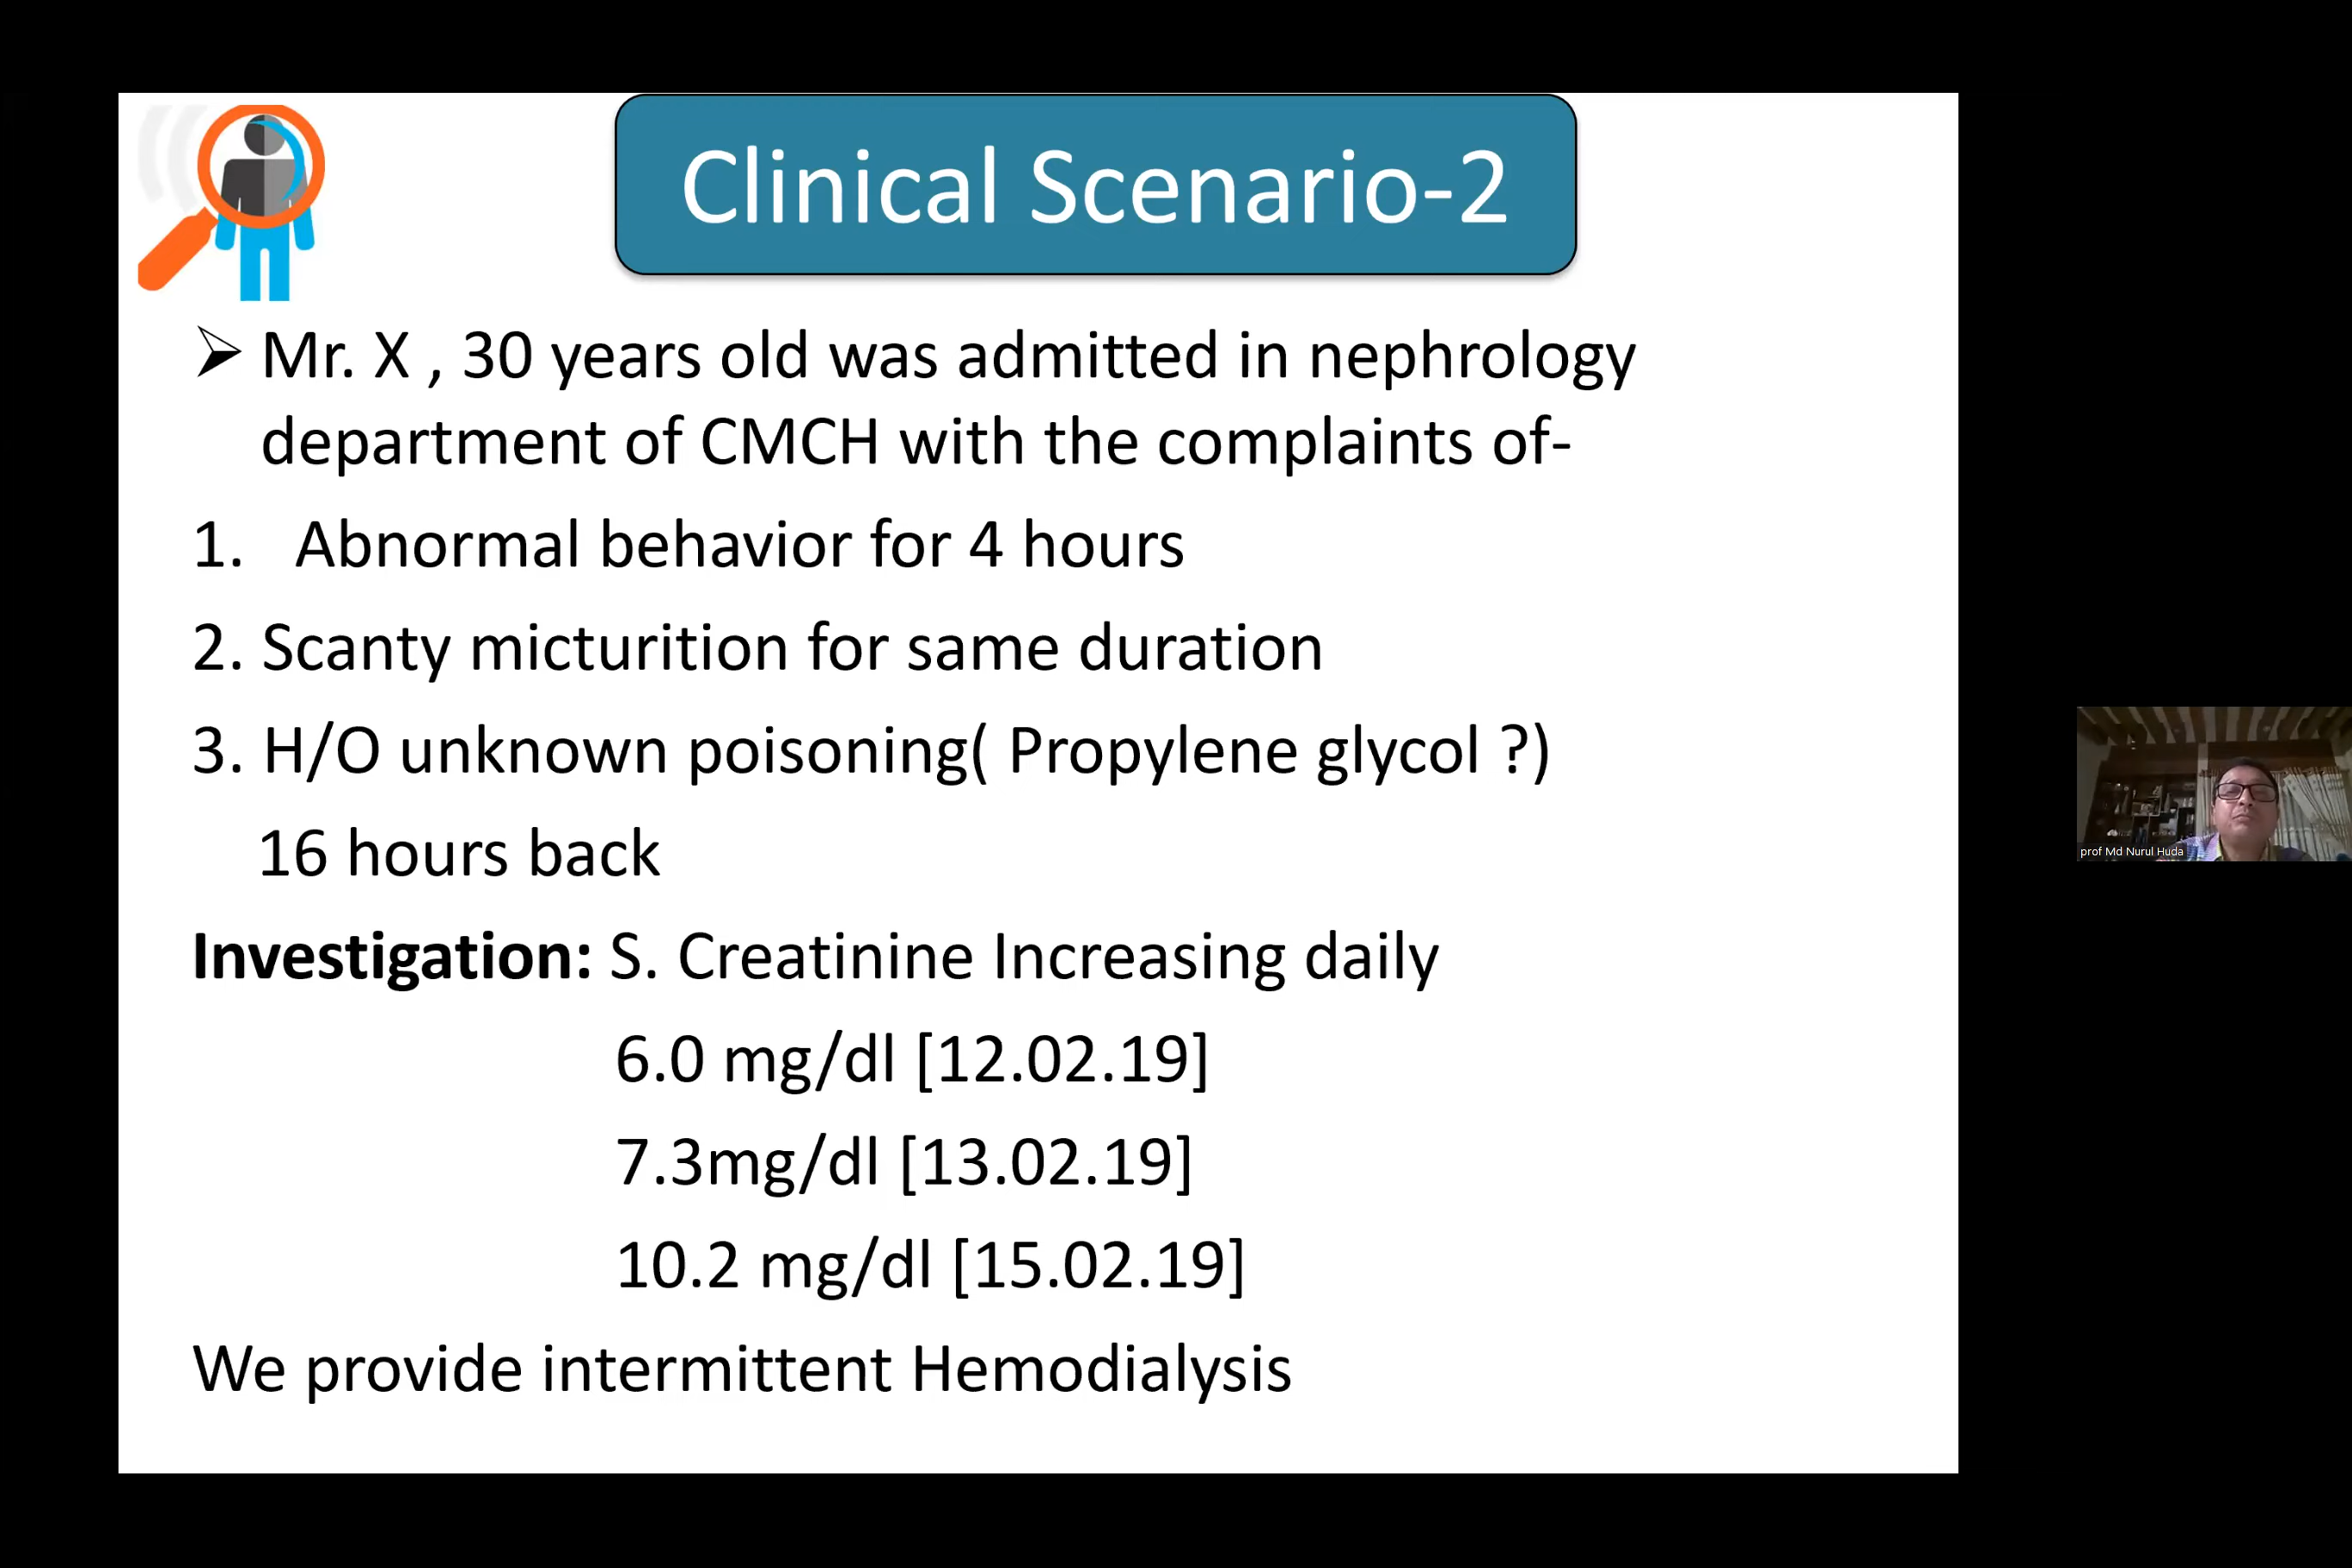 Clinical Scenario-2
➢ Mr. X , 30 years old was admitted in nephrology
department of CMCH with the complaints of-
1. Abnormal behavior for 4 hours
2. Scanty micturition for same duration
3. H/O unknown poisoning( Propylene glycol ?)
16 hours back
Investigation: S. Creatinine Increasing daily
6.0 mg/dl [12.02.19]
7.3mg/dl [13.02.19]
10.2 mg/dl [15.02.19]
We provide intermittent Hemodialysis
prof Md Nurul Huda